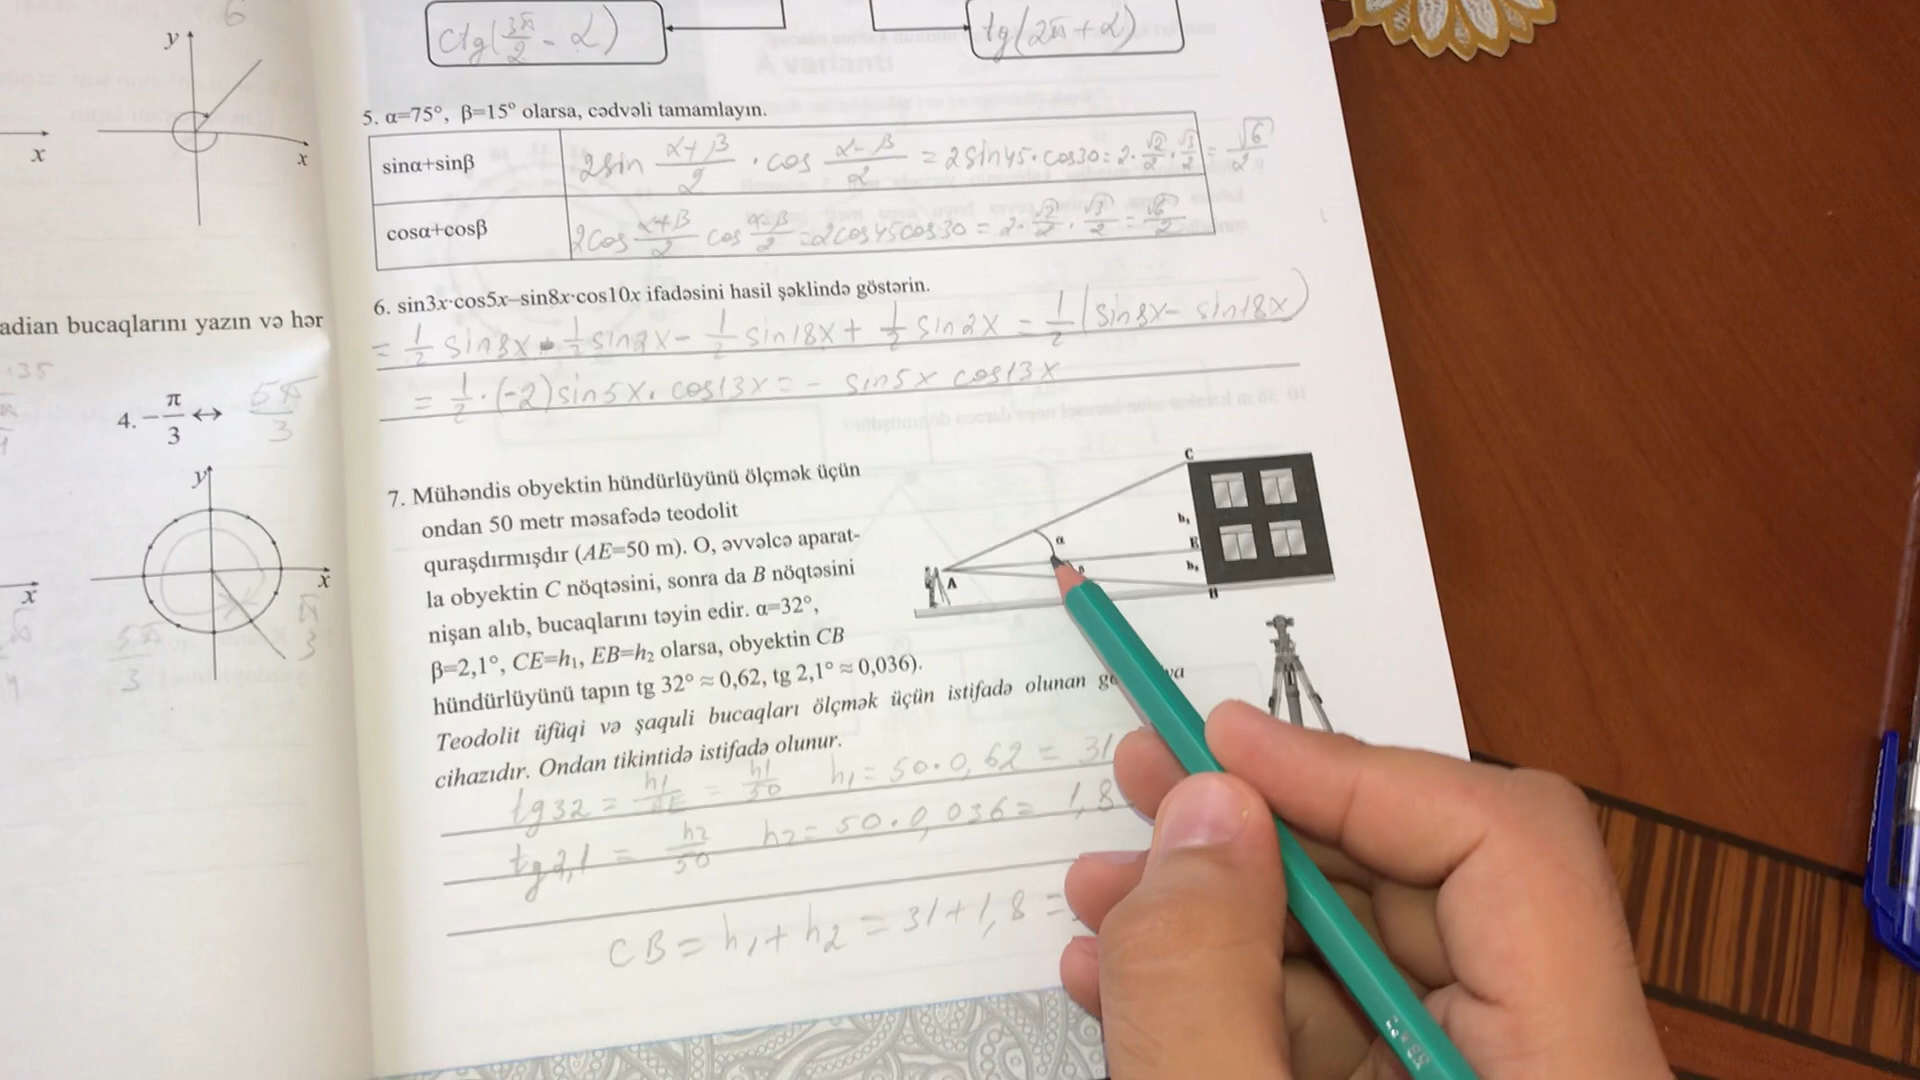 6
y
x
x
adian bucaqlarını yazın və hər
4. −π/3 ↔ 5π/3
y
x
x
5π/3
ctg(3π/2 − α)
tg(2π + α)
5. α=75°, β=15° olarsa, cədvəli tamamlayın.
sinα+sinβ
2sin (α+β)/2 · cos (α−β)/2 = 2sin45·cos30 = 2·√2/2·√3/2 = √6/2
cosα+cosβ
2cos (α+β)/2 cos (α−β)/2 = 2cos45cos30 = 2·√2/2·√3/2 = √6/2
6. sin3x·cos5x–sin8x·cos10x ifadəsini hasil şəklində göstərin.
= 1/2 sin8x - 1/2 sin2x − 1/2 sin18x + 1/2 sin2x = 1/2 (sin8x − sin18x)
= 1/2 · (−2) sin5x · cos13x = − sin5x cos13x
7. Mühəndis obyektin hündürlüyünü ölçmək üçün
ondan 50 metr məsafədə teodolit
quraşdırmışdır (AE=50 m). O, əvvəlcə aparat-
la obyektin C nöqtəsini, sonra da B nöqtəsini
nişan alıb, bucaqlarını təyin edir. α=32°,
β=2,1°, CE=h₁, EB=h₂ olarsa, obyektin CB
hündürlüyünü tapın tg 32° ≈ 0,62, tg 2,1° ≈ 0,036).
Teodolit üfüqi və şaquli bucaqları ölçmək üçün istifadə olunan
cihazıdır. Ondan tikintidə istifadə olunur.
C
h₁
α
E
h₂
A
B
tg32 = h1/AE = h1/50 h₁ = 50·0,62 = 31
tg2,1 = h2/50 h2 = 50·0,036 = 1,8
CB = h₁ + h2 = 31+1,8 =